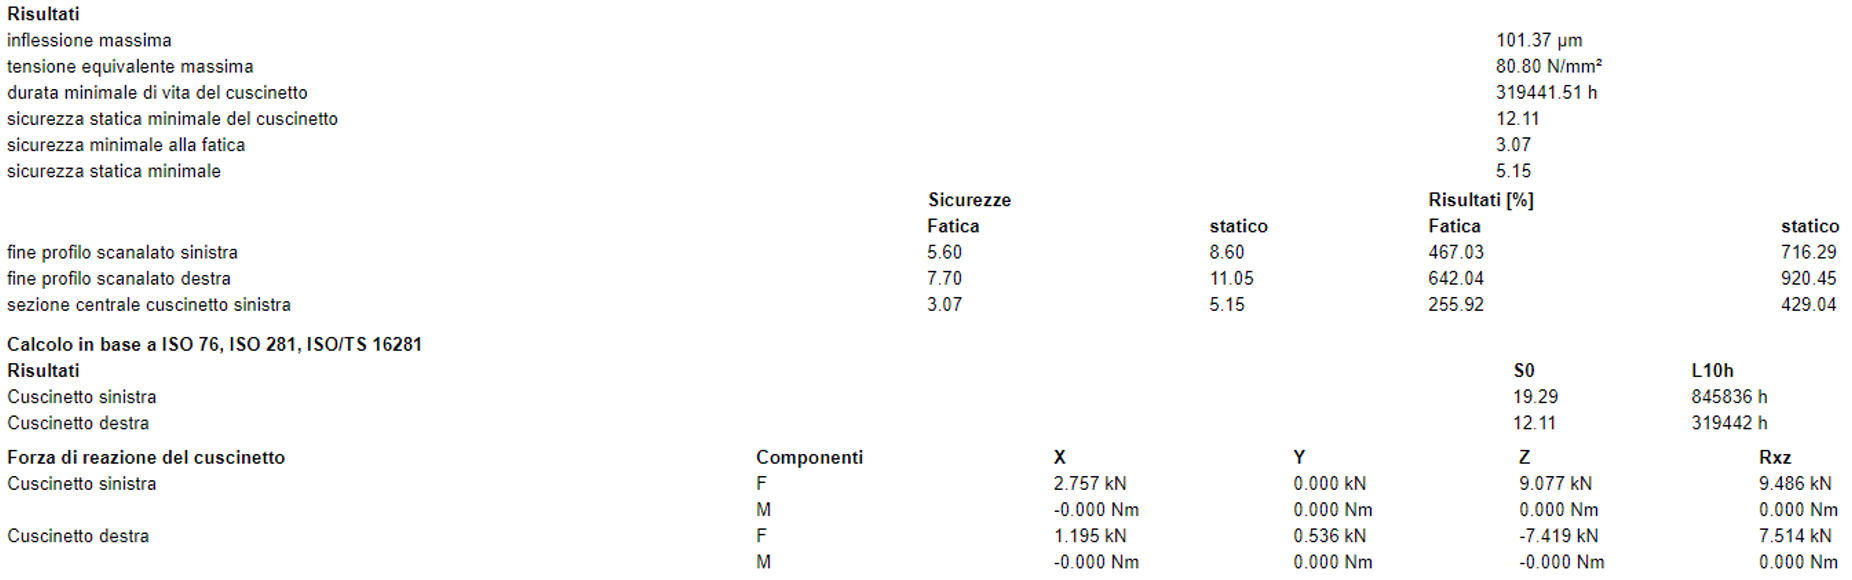 Risultati
inflessione massima 101.37 µm
tensione equivalente massima 80.80 N/mm²
durata minimale di vita del cuscinetto 319441.51 h
sicurezza statica minimale del cuscinetto 12.11
sicurezza minimale alla fatica 3.07
sicurezza statica minimale 5.15
Sicurezze Risultati [%]
Fatica statico Fatica statico
fine profilo scanalato sinistra 5.60 8.60 467.03 716.29
fine profilo scanalato destra 7.70 11.05 642.04 920.45
sezione centrale cuscinetto sinistra 3.07 5.15 255.92 429.04
Calcolo in base a ISO 76, ISO 281, ISO/TS 16281
Risultati S0 L10h
Cuscinetto sinistra 19.29 845836 h
Cuscinetto destra 12.11 319442 h
Forza di reazione del cuscinetto Componenti X Y Z Rxz
Cuscinetto sinistra F 2.757 kN 0.000 kN 9.077 kN 9.486 kN
M -0.000 Nm 0.000 Nm 0.000 Nm 0.000 Nm
Cuscinetto destra F 1.195 kN 0.536 kN -7.419 kN 7.514 kN
M -0.000 Nm 0.000 Nm -0.000 Nm 0.000 Nm